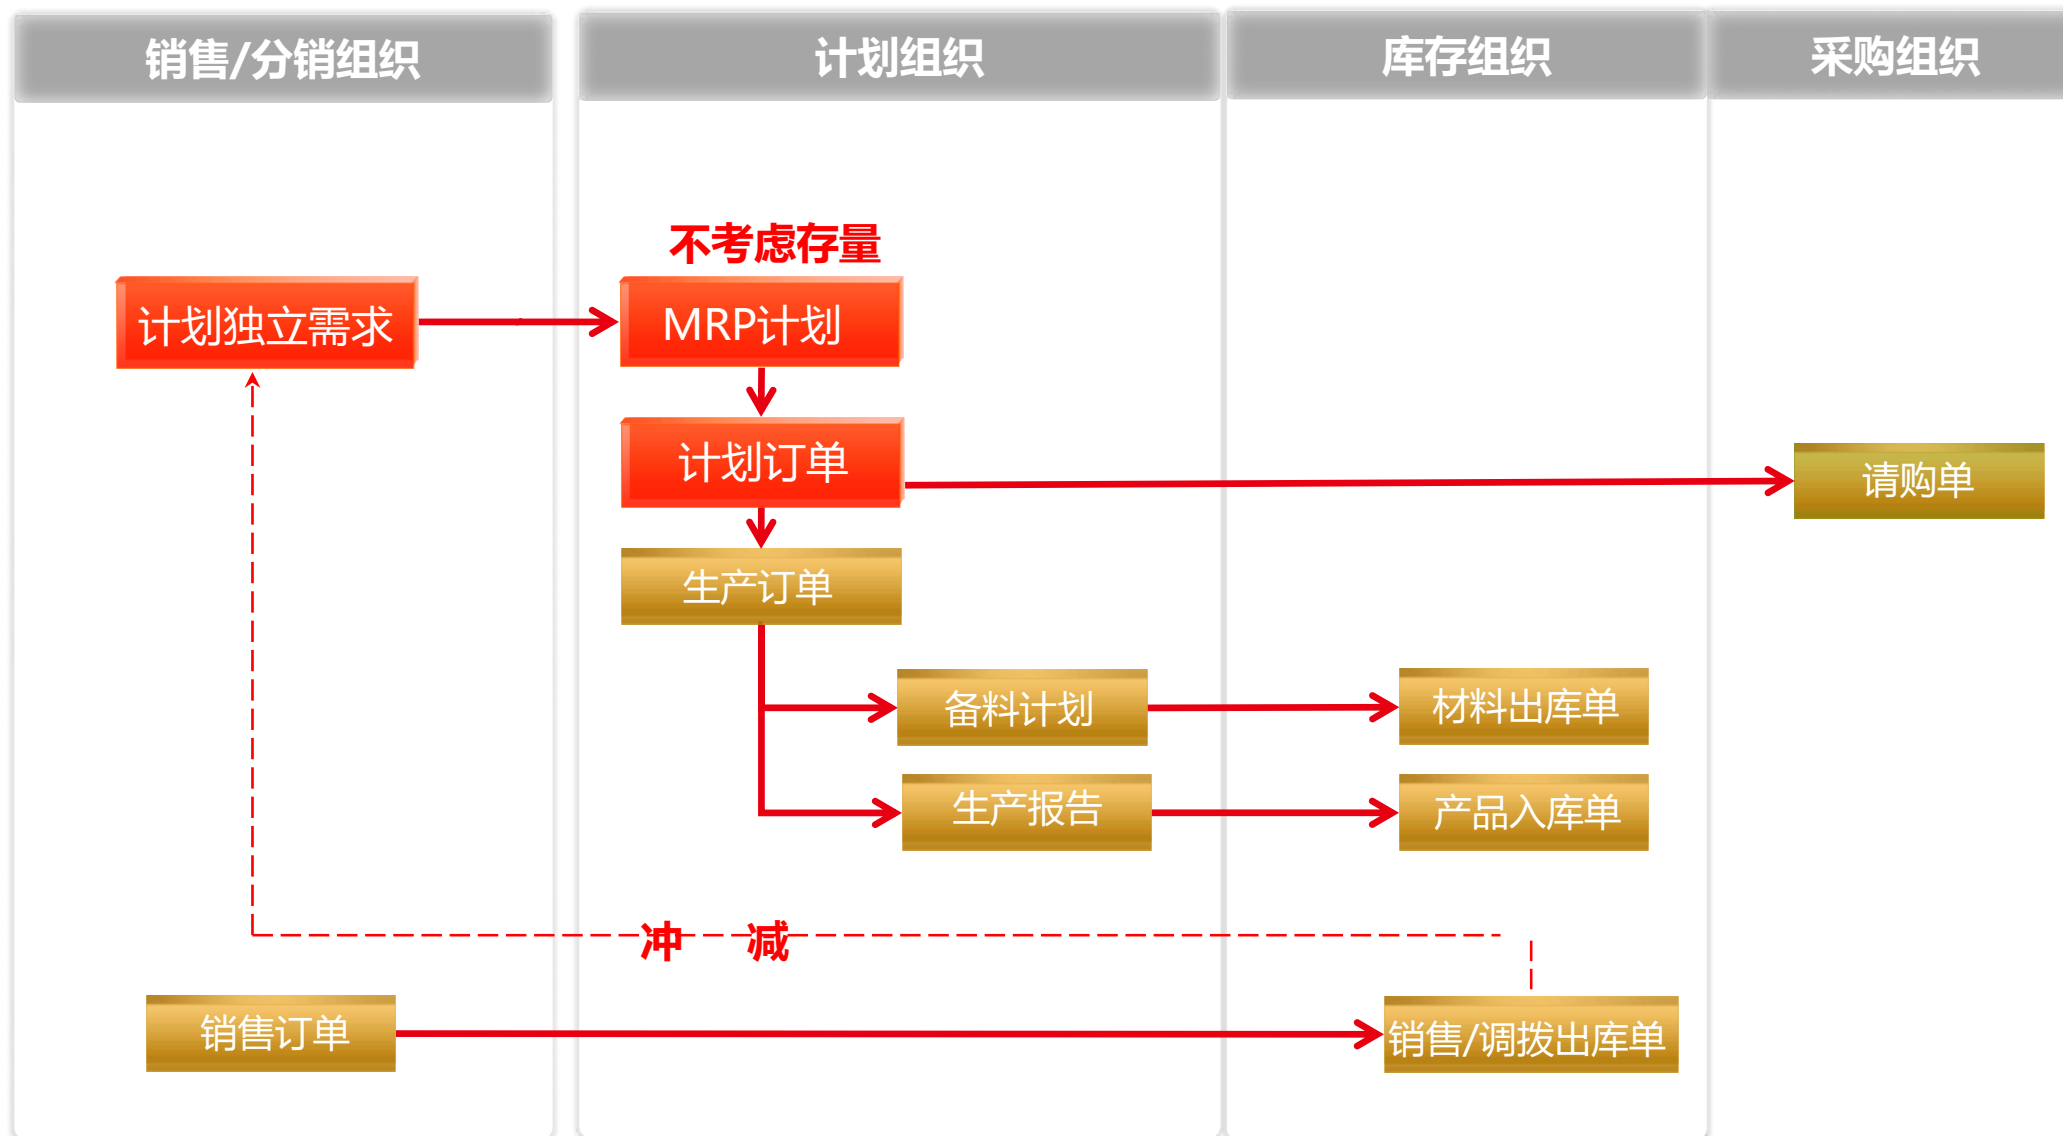 销售/分销组织
计划组织
库存组织
采购组织
不考虑存量
计划独立需求
MRP计划
计划订单
请购单
生产订单
备料计划
材料出库单
生产报告
产品入库单
冲 减
销售订单
销售/调拨出库单